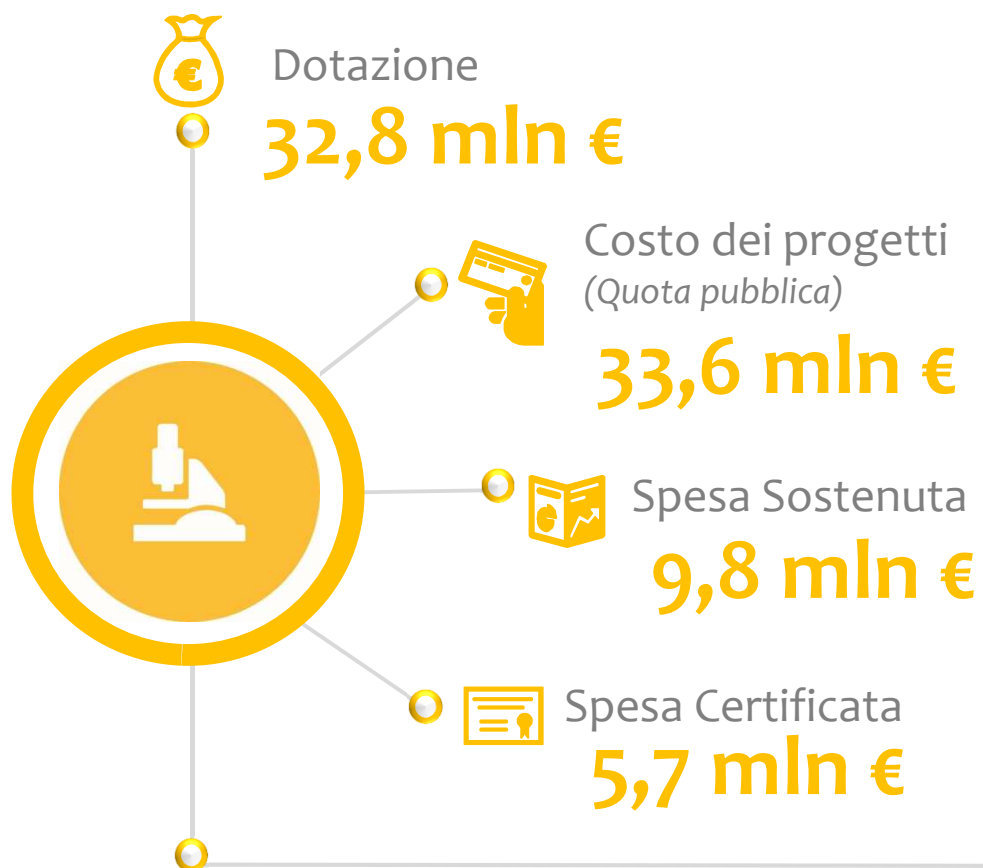 Dotazione
32,8 mln €
Costo dei progetti
(Quota pubblica)
33,6 mln €
Spesa Sostenuta
9,8 mln €
Spesa Certificata
5,7 mln €